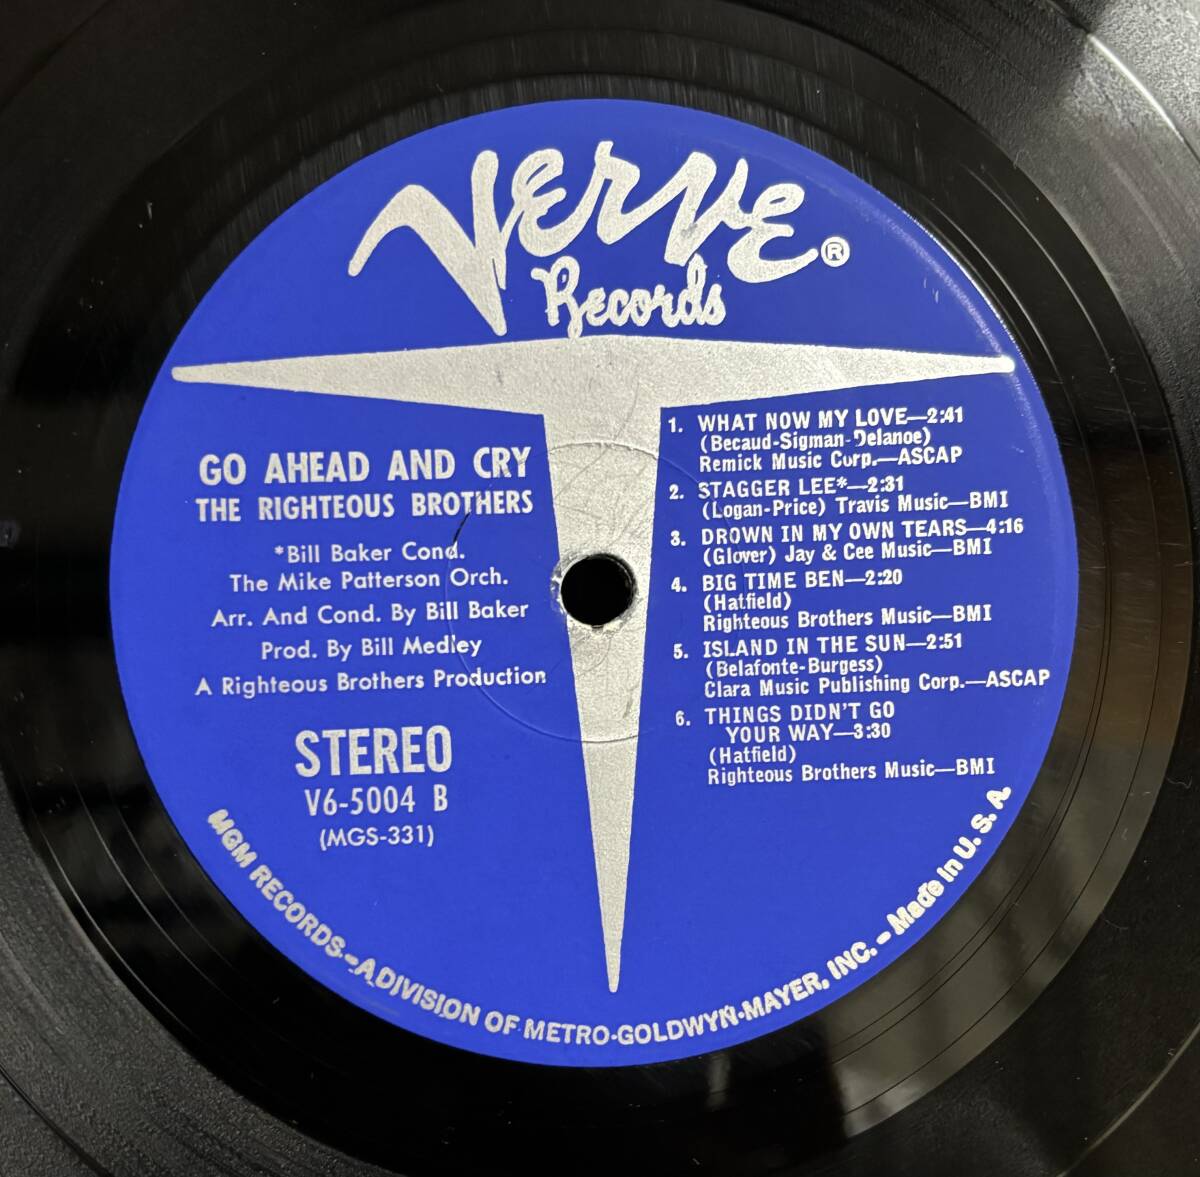 Verve®
Records
GO AHEAD AND CRY
THE RIGHTEOUS BROTHERS
*Bill Baker Cond.
The Mike Patterson Orch.
Arr. And Cond. By Bill Baker
Prod. By Bill Medley
A Righteous Brothers Production
STEREO
V6-5004 B
(MGS-331)
1. WHAT NOW MY LOVE—2:41
(Becaud-Sigman-Delanoe)
Remick Music Corp.—ASCAP
2. STAGGER LEE*—2:31
(Logan-Price) Travis Music—BMI
3. DROWN IN MY OWN TEARS—4:16
(Glover) Jay & Cee Music—BMI
4. BIG TIME BEN—2:20
(Hatfield)
Righteous Brothers Music—BMI
5. ISLAND IN THE SUN—2:51
(Belafonte-Burgess)
Clara Music Publishing Corp.—ASCAP
6. THINGS DIDN'T GO
YOUR WAY—3:30
(Hatfield)
Righteous Brothers Music—BMI
MGM RECORDS–A DIVISION OF METRO-GOLDWYN-MAYER, INC. – Made in U. S. A.